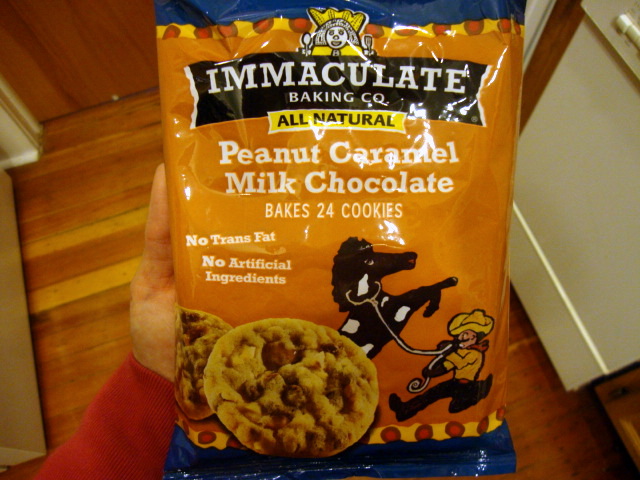 IMMACULATE
BAKING CO.
ALL NATURAL
Peanut Caramel
Milk Chocolate
BAKES 24 COOKIES
No Trans Fat
No Artificial
Ingredients